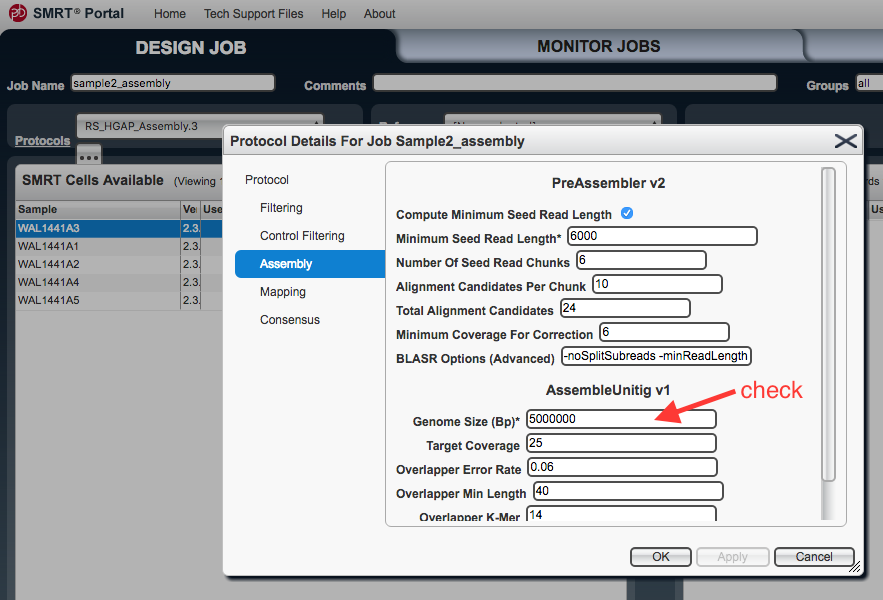 SMRT® Portal Home Tech Support Files Help About
DESIGN JOB MONITOR JOBS
Job Name sample2_assembly Comments Groups all
Protocols RS_HGAP_Assembly.3
...
SMRT Cells Available (Viewing
Sample Ve Use
WAL1441A3 2.3.
WAL1441A1 2.3.
WAL1441A2 2.3.
WAL1441A4 2.3.
WAL1441A5 2.3.
Protocol Details For Job Sample2_assembly
Protocol
Filtering
Control Filtering
Assembly
Mapping
Consensus
PreAssembler v2
Compute Minimum Seed Read Length
Minimum Seed Read Length* 6000
Number Of Seed Read Chunks 6
Alignment Candidates Per Chunk 10
Total Alignment Candidates 24
Minimum Coverage For Correction 6
BLASR Options (Advanced) -noSplitSubreads -minReadLength
AssembleUnitig v1
check
Genome Size (Bp)* 5000000
Target Coverage 25
Overlapper Error Rate 0.06
Overlapper Min Length 40
Overlapper K-Mer 14
OK Apply Cancel